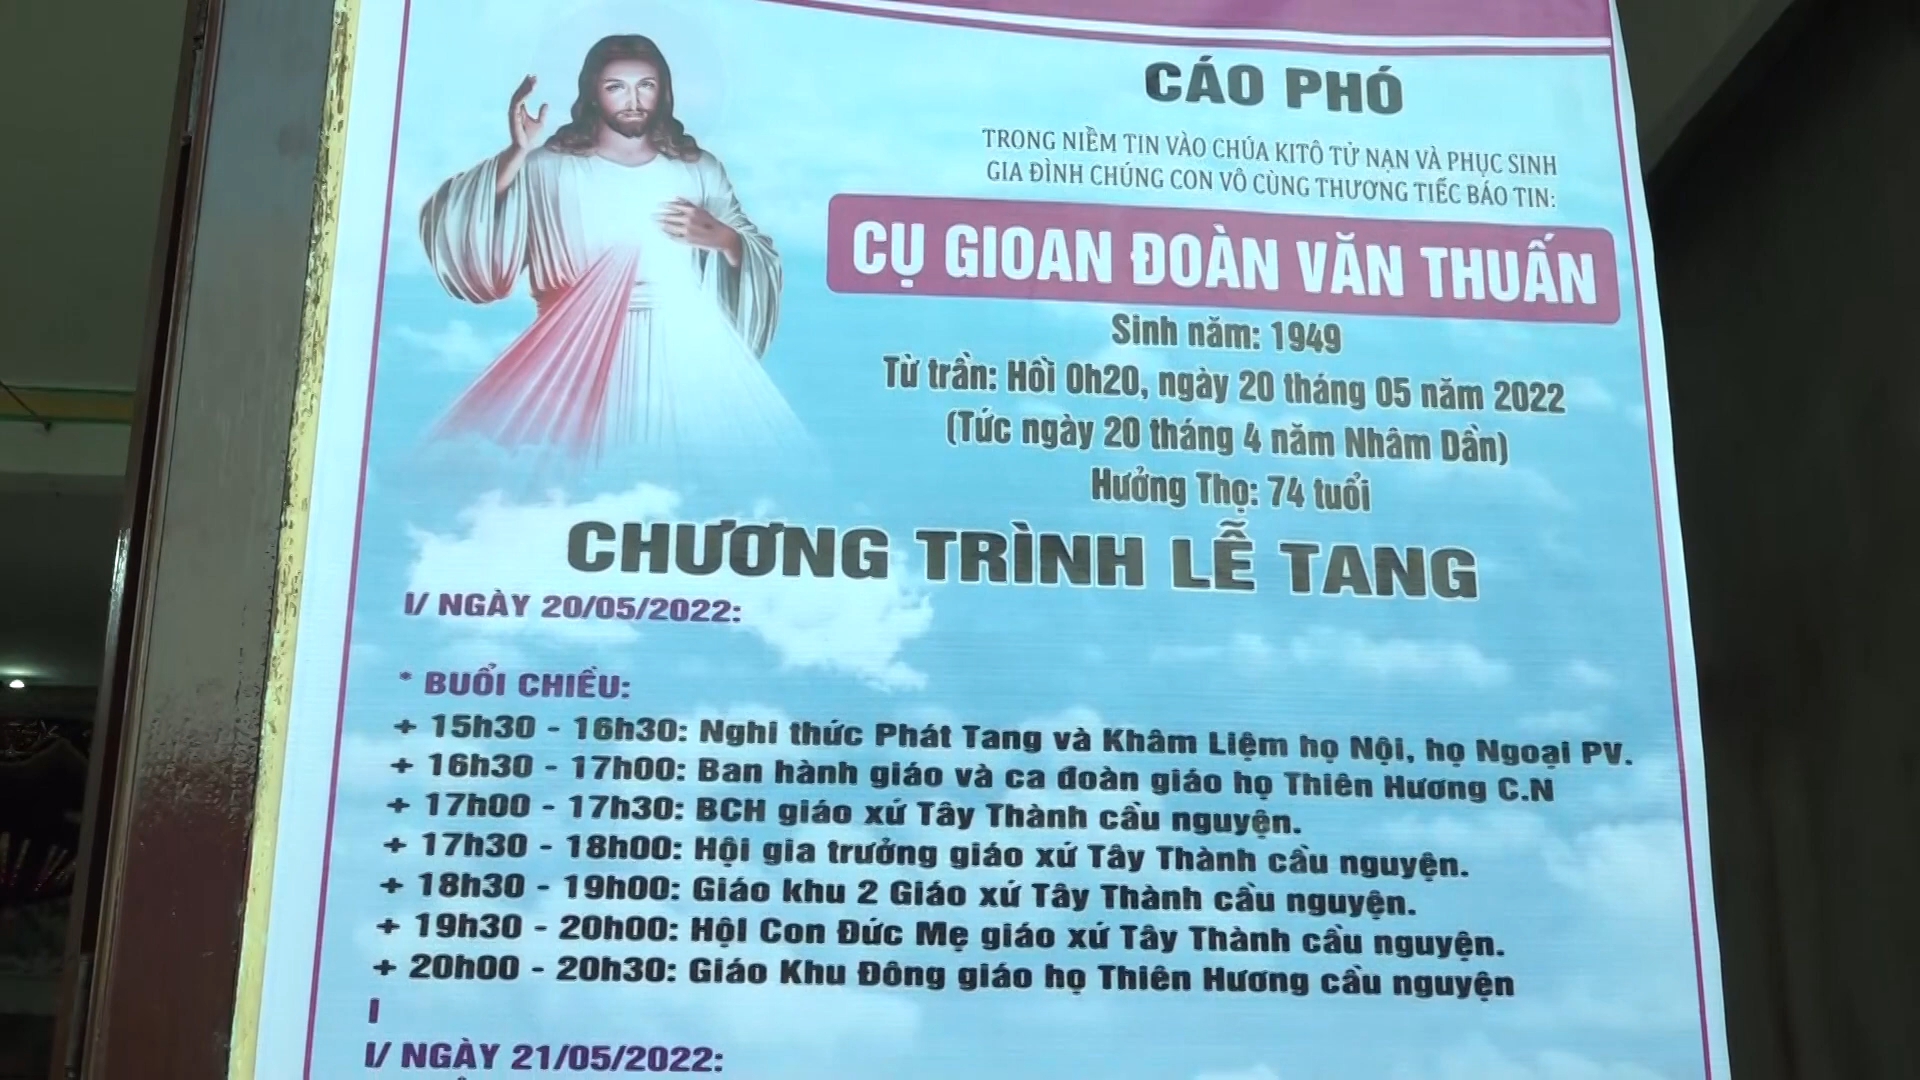 CÁO PHÓ
TRONG NIỀM TIN VÀO CHÚA KITÔ TỬ NẠN VÀ PHỤC SINH
GIA ĐÌNH CHÚNG CON VÔ CÙNG THƯƠNG TIẾC BÁO TIN:
CỤ GIOAN ĐOÀN VĂN THUẤN
Sinh năm: 1949
Từ trần: Hồi 0h20, ngày 20 tháng 05 năm 2022
(Tức ngày 20 tháng 4 năm Nhâm Dần)
Hưởng Thọ: 74 tuổi
CHƯƠNG TRÌNH LỄ TANG
I/ NGÀY 20/05/2022:
* BUỔI CHIỀU:
+ 15h30 - 16h30: Nghi thức Phát Tang và Khâm Liệm họ Nội, họ Ngoại PV.
+ 16h30 - 17h00: Ban hành giáo và ca đoàn giáo họ Thiên Hương C.N
+ 17h00 - 17h30: BCH giáo xứ Tây Thành cầu nguyện.
+ 17h30 - 18h00: Hội gia trưởng giáo xứ Tây Thành cầu nguyện.
+ 18h30 - 19h00: Giáo khu 2 Giáo xứ Tây Thành cầu nguyện.
+ 19h30 - 20h00: HộI Con Đức Mẹ giáo xứ Tây Thành cầu nguyện.
+ 20h00 - 20h30: Giáo Khu Đông giáo họ Thiên Hương cầu nguyện
I
I/ NGÀY 21/05/2022: